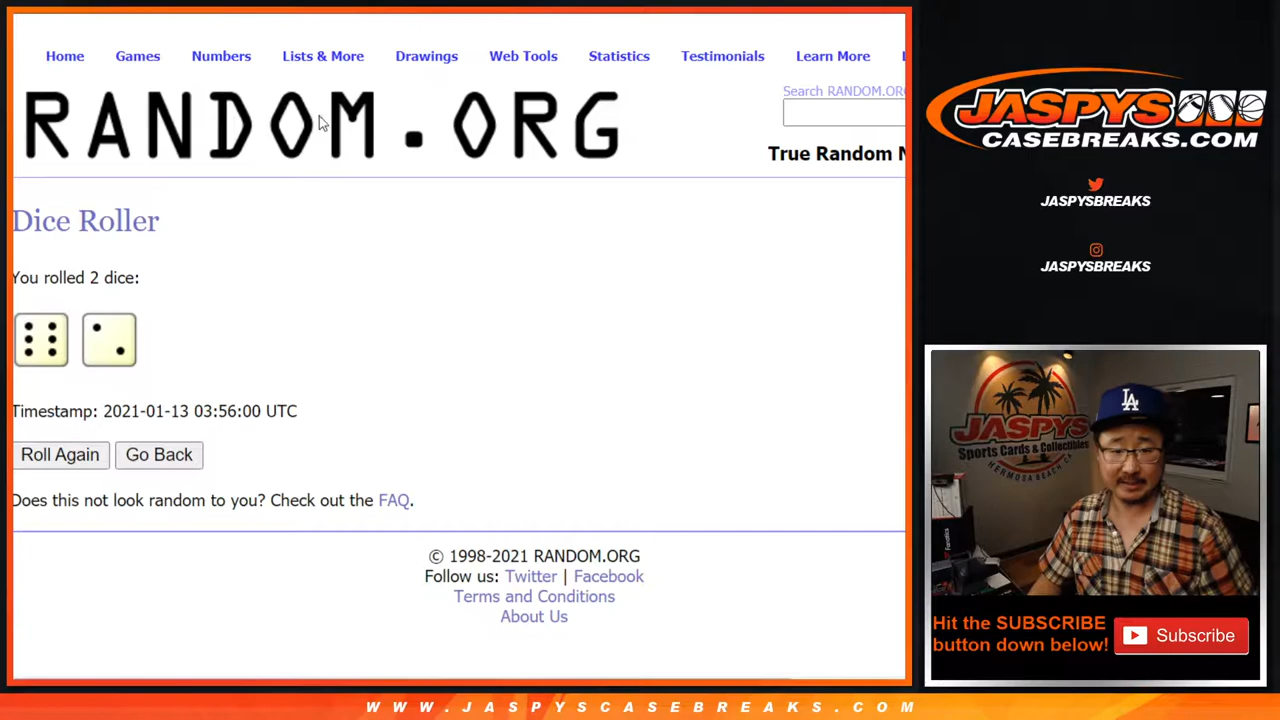 Home Games Numbers Lists & More Drawings Web Tools Statistics Testimonials Learn More
RANDOM.ORG
Search RANDOM.ORG
True Random N
Dice Roller
You rolled 2 dice:
Timestamp: 2021-01-13 03:56:00 UTC
Roll Again Go Back
Does this not look random to you? Check out the FAQ.
© 1998-2021 RANDOM.ORG
Follow us: Twitter | Facebook
Terms and Conditions
About Us
JASPYS
CASEBREAKS.COM
JASPYSBREAKS
JASPYSBREAKS
JASPYS
Sports Cards & Collectibles
HERMOSA BEACH CA
LA
Fanatics
Hit the SUBSCRIBE
button down below!
Subscribe
WWW.JASPYSCASEBREAKS.COM